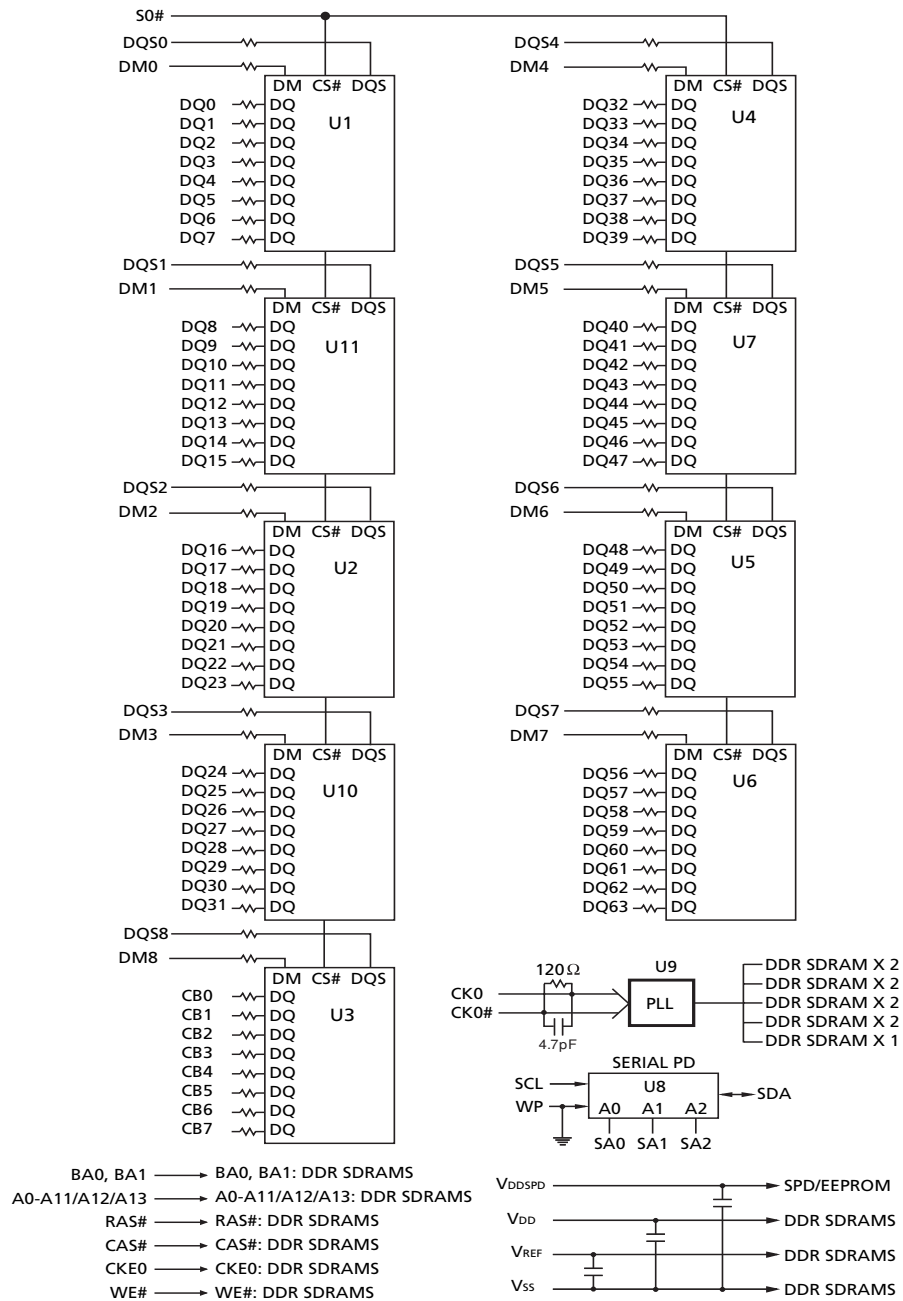 S0#
DQS0
DM0
DM CS# DQS
U1
DQ0 DQ
DQ1 DQ
DQ2 DQ
DQ3 DQ
DQ4 DQ
DQ5 DQ
DQ6 DQ
DQ7 DQ
DQS1
DM1
DM CS# DQS
U11
DQ8 DQ
DQ9 DQ
DQ10 DQ
DQ11 DQ
DQ12 DQ
DQ13 DQ
DQ14 DQ
DQ15 DQ
DQS2
DM2
DM CS# DQS
U2
DQ16 DQ
DQ17 DQ
DQ18 DQ
DQ19 DQ
DQ20 DQ
DQ21 DQ
DQ22 DQ
DQ23 DQ
DQS3
DM3
DM CS# DQS
U10
DQ24 DQ
DQ25 DQ
DQ26 DQ
DQ27 DQ
DQ28 DQ
DQ29 DQ
DQ30 DQ
DQ31 DQ
DQS8
DM8
DM CS# DQS
U3
CB0 DQ
CB1 DQ
CB2 DQ
CB3 DQ
CB4 DQ
CB5 DQ
CB6 DQ
CB7 DQ
DQS4
DM4
DM CS# DQS
U4
DQ32 DQ
DQ33 DQ
DQ34 DQ
DQ35 DQ
DQ36 DQ
DQ37 DQ
DQ38 DQ
DQ39 DQ
DQS5
DM5
DM CS# DQS
U7
DQ40 DQ
DQ41 DQ
DQ42 DQ
DQ43 DQ
DQ44 DQ
DQ45 DQ
DQ46 DQ
DQ47 DQ
DQS6
DM6
DM CS# DQS
U5
DQ48 DQ
DQ49 DQ
DQ50 DQ
DQ51 DQ
DQ52 DQ
DQ53 DQ
DQ54 DQ
DQ55 DQ
DQS7
DM7
DM CS# DQS
U6
DQ56 DQ
DQ57 DQ
DQ58 DQ
DQ59 DQ
DQ60 DQ
DQ61 DQ
DQ62 DQ
DQ63 DQ
120Ω
U9
CK0
CK0#
PLL
4.7pF
DDR SDRAM X 2
DDR SDRAM X 2
DDR SDRAM X 2
DDR SDRAM X 2
DDR SDRAM X 1
SERIAL PD
SCL
U8
SDA
WP
A0 A1 A2
SA0 SA1 SA2
BA0, BA1 BA0, BA1: DDR SDRAMS
A0-A11/A12/A13 A0-A11/A12/A13: DDR SDRAMS
RAS# RAS#: DDR SDRAMS
CAS# CAS#: DDR SDRAMS
CKE0 CKE0: DDR SDRAMS
WE# WE#: DDR SDRAMS
VDDSPD SPD/EEPROM
VDD DDR SDRAMS
VREF DDR SDRAMS
VSS DDR SDRAMS